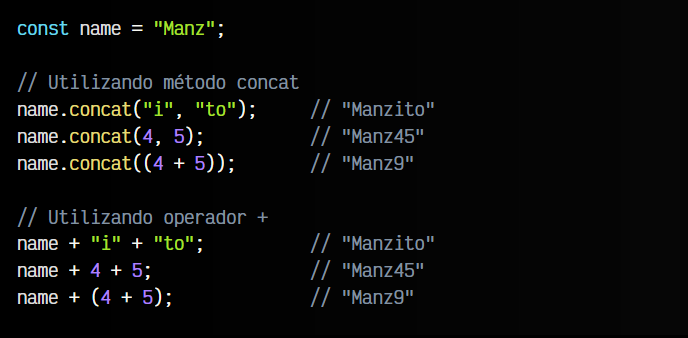 const name = "Manz";
// Utilizando método concat
name.concat("i", "to");     // "Manzito"
name.concat(4, 5);          // "Manz45"
name.concat((4 + 5));       // "Manz9"
// Utilizando operador +
name + "i" + "to";          // "Manzito"
name + 4 + 5;               // "Manz45"
name + (4 + 5);             // "Manz9"